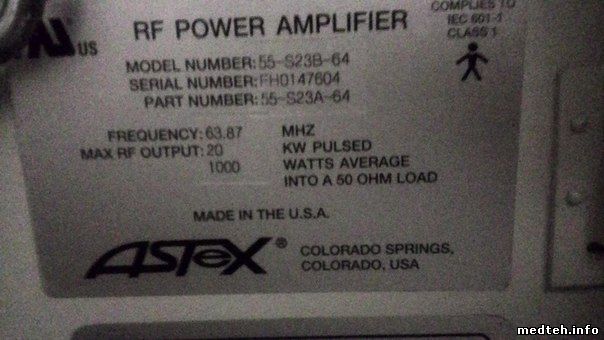 COMPLIES TO
IEC 601-1
CLASS 1
US
RF POWER AMPLIFIER
MODEL NUMBER: 55-S23B-64
SERIAL NUMBER: FH0147604
PART NUMBER: 55-S23A-64
FREQUENCY: 63.87 MHZ
MAX RF OUTPUT: 20 KW PULSED
1000 WATTS AVERAGE
INTO A 50 OHM LOAD
MADE IN THE U.S.A.
ASTeX® COLORADO SPRINGS,
COLORADO, USA
medteh.info